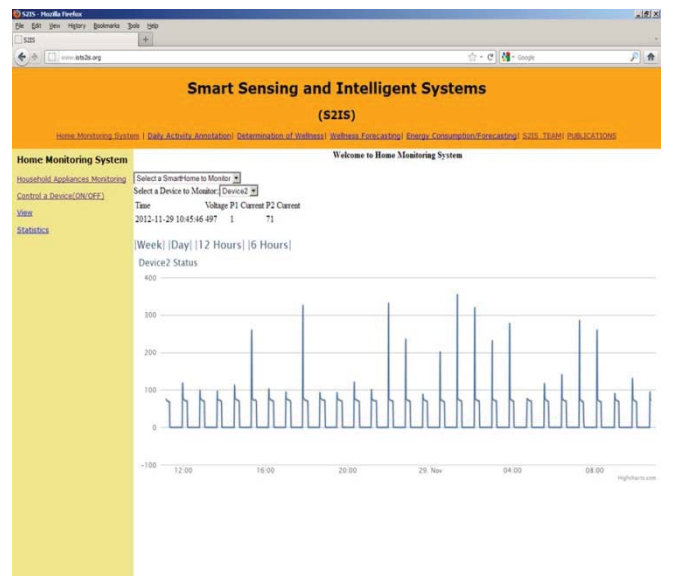 S2IS - Mozilla Firefox
File Edit View History Bookmarks Tools Help
S2IS
Google
Smart Sensing and Intelligent Systems
(S2IS)
Home Monitoring System | Daily Activity Annotation| Determination of Wellness| Wellness Forecasting| Energy Consumption/Forecasting| S2IS TEAM| PUBLICATIONS
Home Monitoring System
Household Appliances Monitoring
Control a Device(ON/OFF)
View
Statistics
Welcome to Home Monitoring System
Select a SmartHome to Monitor
Select a Device to Monitor: Device2
Time Voltage P1 Current P2 Current
2012-11-29 10:45:46 497 1 71
|Week| |Day| |12 Hours| |6 Hours|
Device2 Status
400
300
200
100
0
-100
12:00 16:00 20:00 29. Nov 04:00 08:00
Highcharts.com